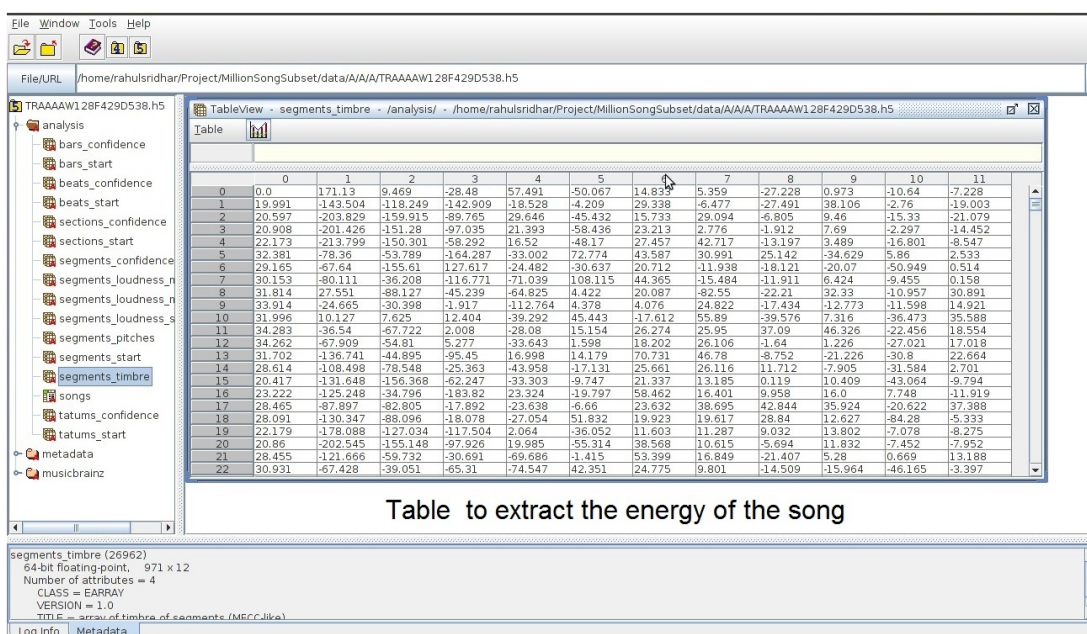 File Window Tools Help
File/URL /home/rahulsridhar/Project/MillionSongSubset/data/A/A/A/TRAAAAW128F429D538.h5
TRAAAAW128F429D538.h5
analysis
bars_confidence
bars_start
beats_confidence
beats_start
sections_confidence
sections_start
segments_confidence
segments_loudness_m
segments_loudness_m
segments_loudness_s
segments_pitches
segments_start
segments_timbre
songs
tatums_confidence
tatums_start
metadata
musicbrainz
TableView - segments_timbre - /analysis/ - /home/rahulsridhar/Project/MillionSongSubset/data/A/A/A/TRAAAAW128F429D538.h5
Table
0 1 2 3 4 5 6 7 8 9 10 11
0 0.0 171.13 9.469 -28.48 57.491 -50.067 14.833 5.359 -27.228 0.973 -10.64 -7.228
1 19.991 -143.504 -118.249 -142.909 -18.528 -4.209 29.338 -6.477 -27.491 38.106 -2.76 -19.003
2 20.597 -203.829 -159.915 -89.765 29.646 -45.432 15.733 29.094 -6.805 9.46 -15.33 -21.079
3 20.908 -201.426 -151.28 -97.035 21.393 -58.436 23.213 2.776 -1.912 7.69 -2.297 -14.452
4 22.173 -213.799 -150.301 -58.292 16.52 -48.17 27.457 42.717 -13.197 3.489 -16.801 -8.547
5 32.381 -78.36 -53.789 -164.287 -33.002 72.774 43.587 30.991 25.142 -34.629 5.86 2.533
6 29.165 -67.64 -155.61 127.617 -24.482 -30.637 20.712 -11.938 -18.121 -20.07 -50.949 0.514
7 30.153 -80.111 -36.208 -116.771 -71.039 108.115 44.365 -15.484 -11.911 6.424 -9.455 0.158
8 31.814 27.551 -88.127 -45.239 -64.825 4.422 20.087 -82.55 -22.21 32.33 -10.957 30.891
9 33.914 -24.665 -30.398 -1.917 -112.764 4.378 4.076 24.822 -17.434 -12.773 -11.598 14.921
10 31.996 10.127 7.625 12.404 -39.292 45.443 -17.612 55.89 -39.576 7.316 -36.473 35.588
11 34.283 -36.54 -67.722 2.008 -28.08 15.154 26.274 25.95 37.09 46.326 -22.456 18.554
12 34.262 -67.909 -54.81 5.277 -33.643 1.598 18.202 26.106 -1.64 1.226 -27.021 17.018
13 31.702 -136.741 -44.895 -95.45 16.998 14.179 70.731 46.78 -8.752 -21.226 -30.8 22.664
14 28.614 -108.498 -78.548 -25.363 -43.958 -17.131 25.661 26.116 11.712 -7.905 -31.584 2.701
15 20.417 -131.648 -156.368 -62.247 -33.303 -9.747 21.337 13.185 0.119 10.409 -43.064 -9.794
16 23.222 -125.248 -34.796 -183.82 23.324 -19.797 58.462 16.401 9.958 16.0 7.748 -11.919
17 28.465 -87.897 -82.805 -17.892 -23.638 -6.66 23.632 38.695 42.844 35.924 -20.622 37.388
18 28.091 -130.347 -88.096 -18.078 -27.054 51.832 19.923 19.617 28.84 12.627 -84.28 -5.333
19 22.179 -178.088 -127.034 -117.504 2.064 -36.052 11.603 11.287 9.032 13.802 -7.078 -8.275
20 20.86 -202.545 -155.148 -97.926 19.985 -55.314 38.568 10.615 -5.694 11.832 -7.452 -7.952
21 28.455 -121.666 -59.732 -30.691 -69.686 -1.415 53.399 16.849 -21.407 5.28 0.669 13.188
22 30.931 -67.428 -39.051 -65.31 -74.547 42.351 24.775 9.801 -14.509 -15.964 -46.165 -3.397
Table to extract the energy of the song
segments_timbre (26962)
64-bit floating-point, 971 x 12
Number of attributes = 4
CLASS = EARRAY
VERSION = 1.0
TITLE = array of timbre of segments (MFCC-like)
Log Info Metadata